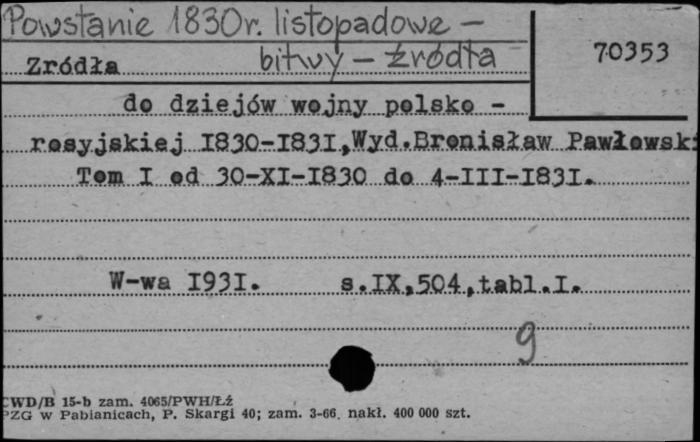 Powstanie 1830r. listopadowe -
bitwy - źródła
70353
Zródła
do dziejów wojny polsko -
rosyjskiej 1830-1831,Wyd.Bronisław Pawłowski
Tom I od 30-XI-1830 do 4-III-1831.
W-wa 1931. s.IX,504,tabl.I.
9
CWD/B 15-b zam. 4065/PWH/Łź
PZG w Pabianicach, P. Skargi 40; zam. 3-66. nakł. 400 000 szt.